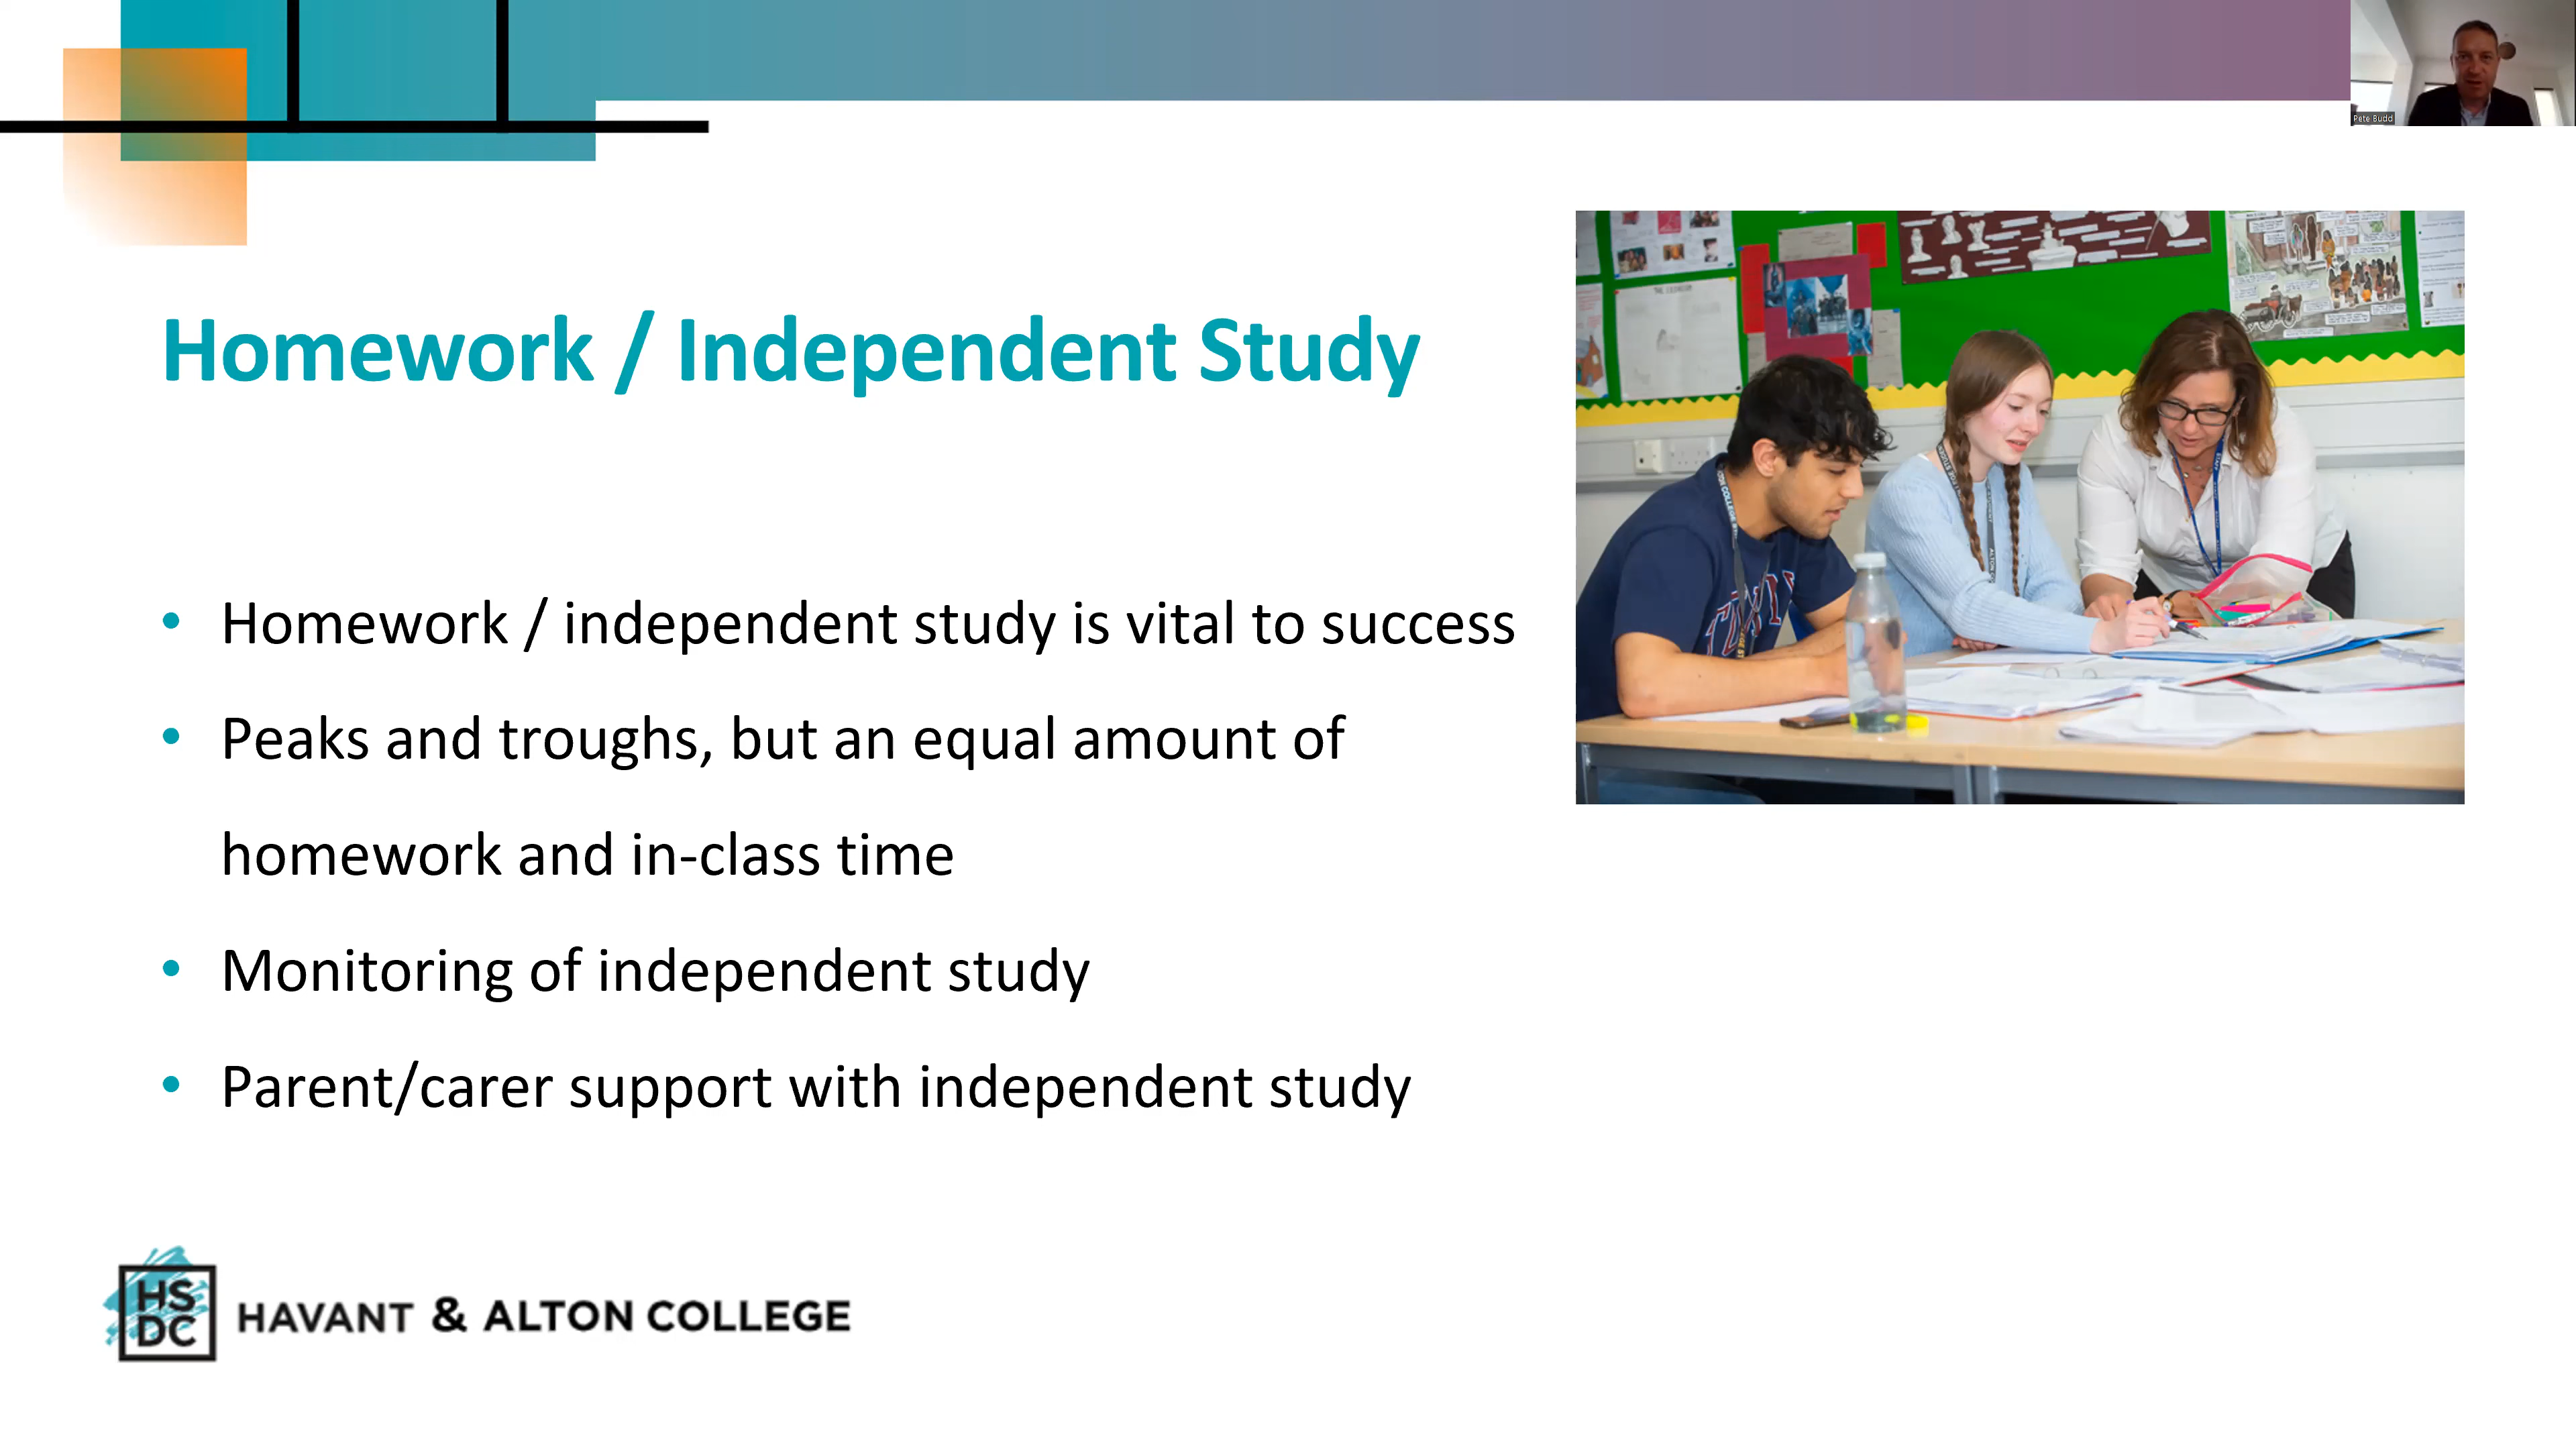 Pete Budd
Homework / Independent Study
• Homework / independent study is vital to success
• Peaks and troughs, but an equal amount of
homework and in-class time
• Monitoring of independent study
• Parent/carer support with independent study
HS
DC
HAVANT & ALTON COLLEGE
STAFF